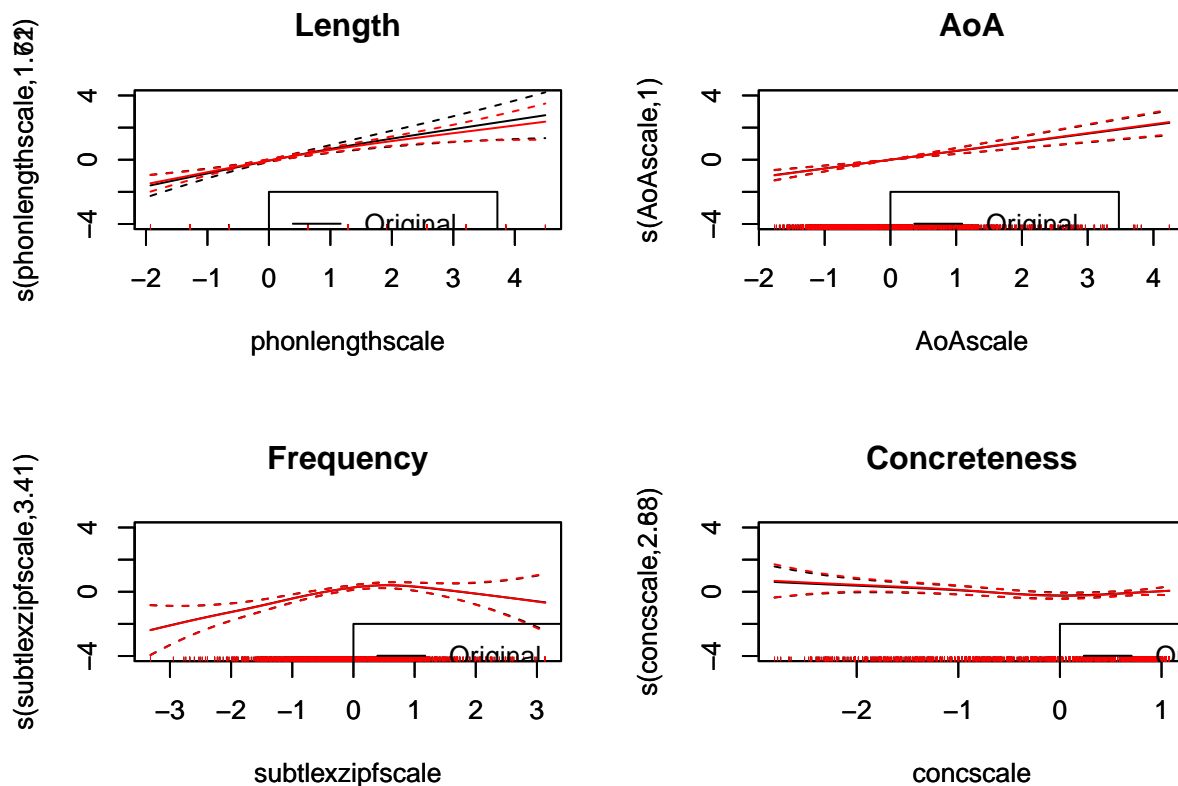 Length
s(phonlengthscale,1.
4
0
−4
Original
−2 −1 0 1 2 3 4
phonlengthscale
AoA
s(AoAscale,1)
4
0
−4
Original
−2 −1 0 1 2 3 4
AoAscale
Frequency
s(subtlexzipfscale,3.41)
4
0
−4
Original
−3 −2 −1 0 1 2 3
subtlexzipfscale
Concreteness
s(concscale,2.
4
0
−4
−2 −1 0 1
concscale